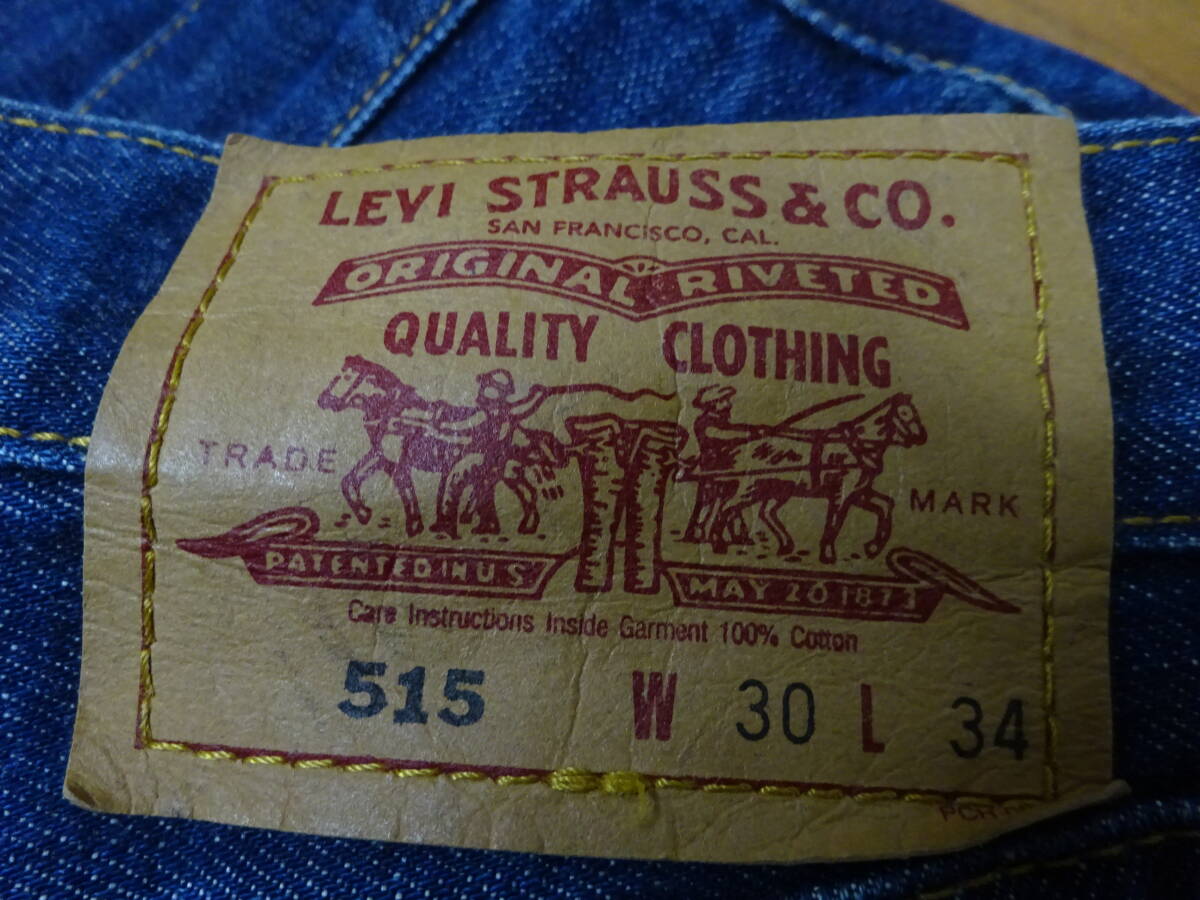 LEVI STRAUSS & CO.
SAN FRANCISCO, CAL.
ORIGINAL RIVETED
QUALITY CLOTHING
TRADE MARK
PATENTED IN U S MAY 20 1873
Care Instructions Inside Garment 100% Cotton
515 W 30 L 34